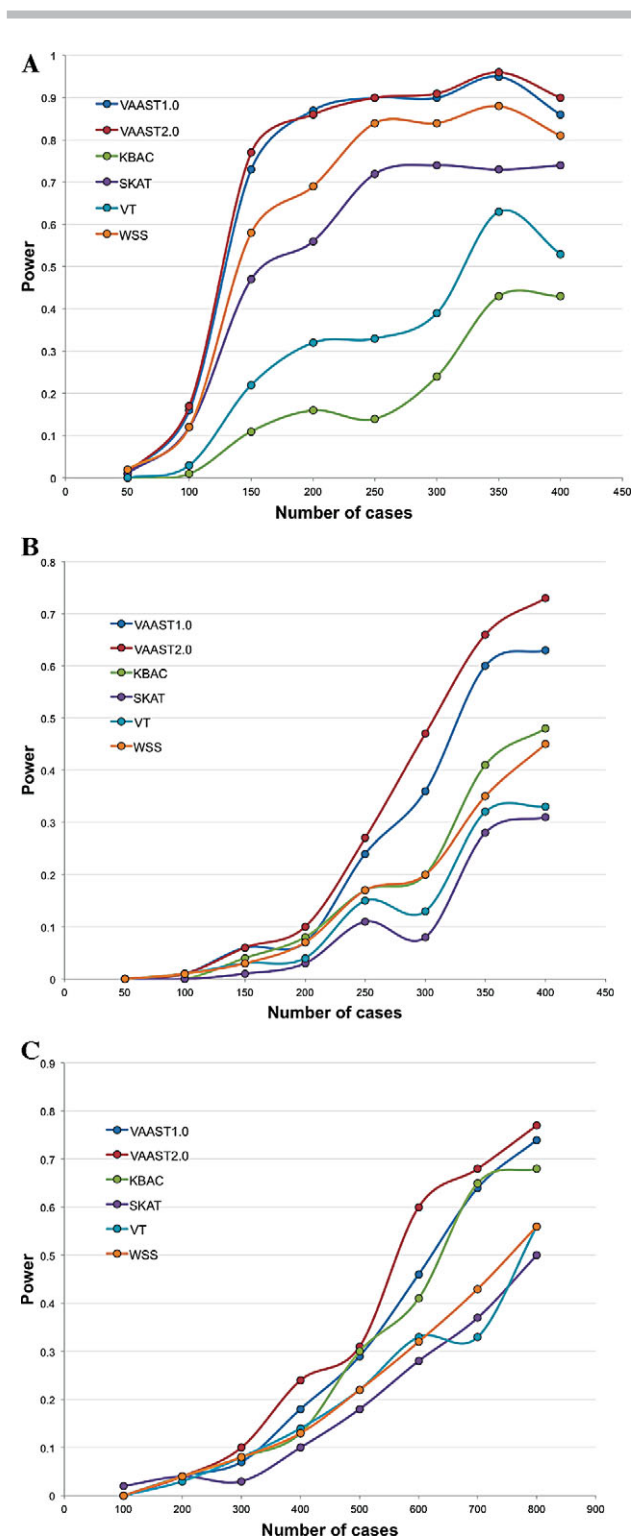 A
1
0.9
0.8
0.7
0.6
0.5
0.4
0.3
0.2
0.1
0
Power
VAAST1.0
VAAST2.0
KBAC
SKAT
VT
WSS
0 50 100 150 200 250 300 350 400 450
Number of cases
B
0.8
0.7
0.6
0.5
0.4
0.3
0.2
0.1
0
Power
VAAST1.0
VAAST2.0
KBAC
SKAT
VT
WSS
0 50 100 150 200 250 300 350 400 450
Number of cases
C
0.9
0.8
0.7
0.6
0.5
0.4
0.3
0.2
0.1
0
Power
VAAST1.0
VAAST2.0
KBAC
SKAT
VT
WSS
0 100 200 300 400 500 600 700 800 900
Number of cases